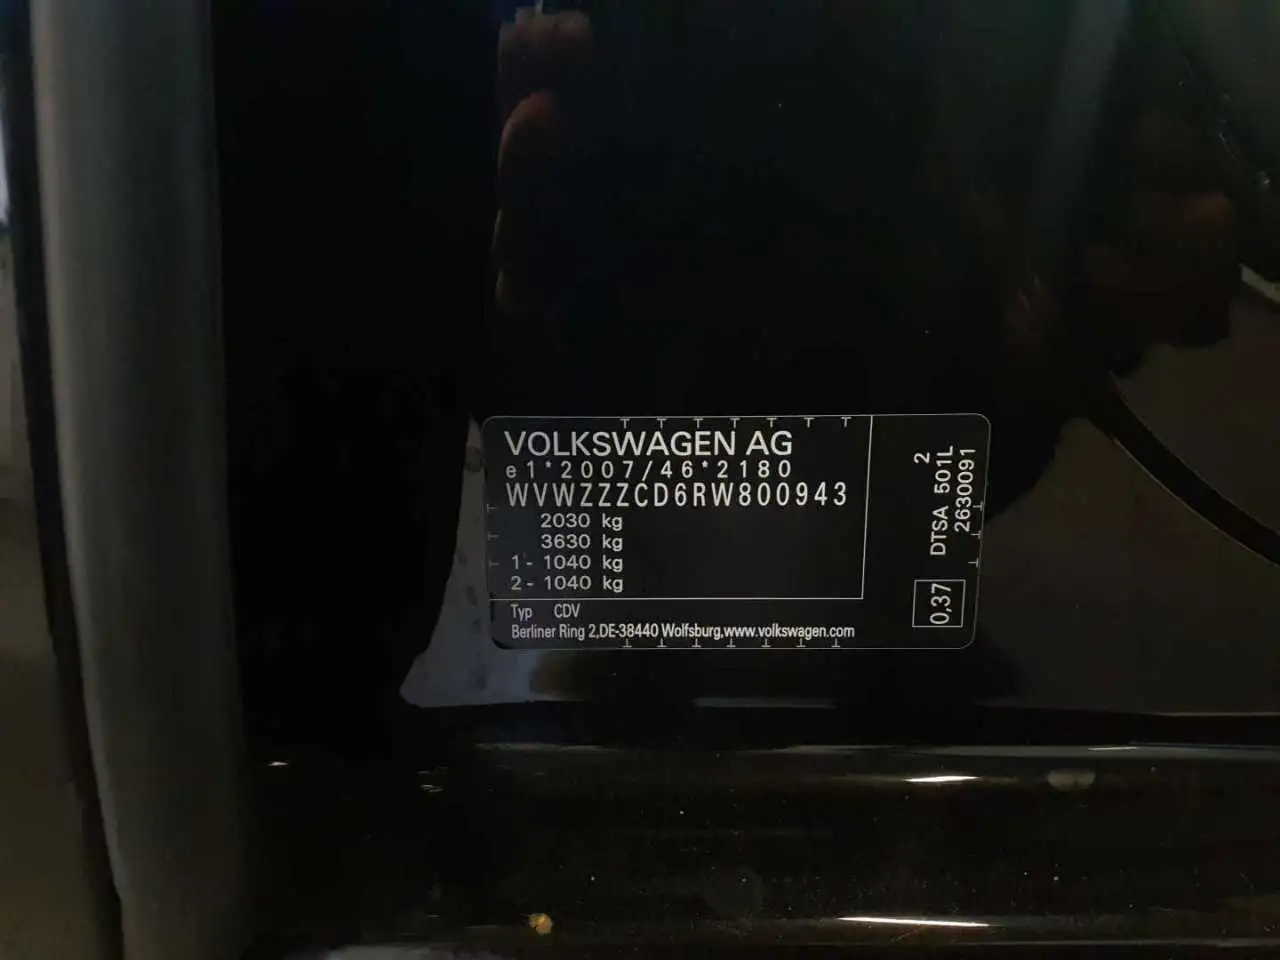 VOLKSWAGEN AG
e1*2007/46*2180
WVWZZZCD6RW800943
2030 kg
3630 kg
1- 1040 kg
2- 1040 kg
Typ CDV
Berliner Ring 2,DE-38440 Wolfsburg,www.volkswagen.com
2
DTSA 501L
2630091
0,37